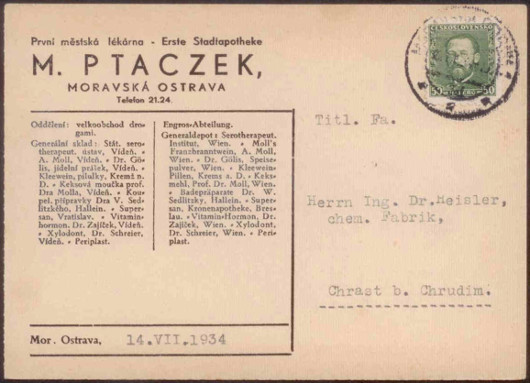 První městská lékárna - Erste Stadtapotheke
M. PTACZEK,
MORAVSKÁ OSTRAVA
Telefon 21.24.
Oddělení: velkoobchod dro-
gami.
Generální sklad: Stát. sero-
therapeut. ústav, Vídeň. *
A. Moll, Vídeň. * Dr. Gö-
lis, jídelní prášek, Vídeň. *
Kleewein, pilulky, Krems n.
D. * Keksová moučka prof.
Dra Molla, Vídeň. * Kou-
pel. přípravky Dra V. Sed-
litzkého, Hallein. * Super-
san, Vratislav. * Vitamin-
hormon. Dr. Zajíček, Vídeň.
* Xylodont, Dr. Schreier,
Vídeň. * Periplast.
Engros-Abteilung.
Generaldepot: Serotherapeut.
Institut, Wien. * Moll's
Franzbranntwein, A. Moll,
Wien. * Dr. Gölis, Speise-
pulver, Wien. * Kleewein-
Pillen, Krems a. D. * Keks-
mehl, Prof. Dr. Moll, Wien.
* Badepräparate Dr. W.
Sedlitzky, Hallein. * Super-
san, Kronenapotheke, Bres-
lau. * Vitamin-Hormon, Dr.
Zajíček, Wien. * Xylodont,
Dr. Schreier, Wien. * Peri-
plast.
Mor. Ostrava, 14.VII.1934
ČESKOSLOVENSKO
50 50
Titl. Fa.
Herrn Ing. Dr.Meisler,
chem. Fabrik,
Chrast b. Chrudim.